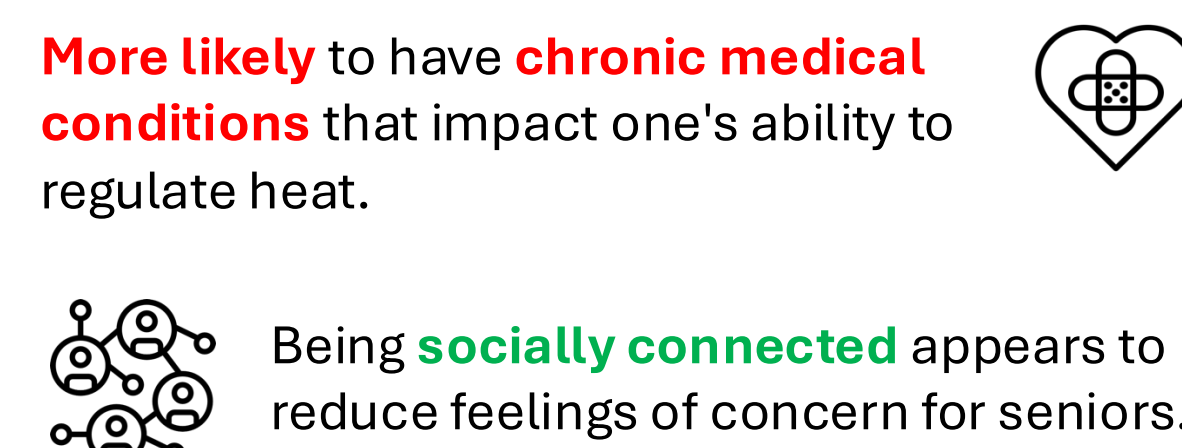 More likely to have chronic medical
conditions that impact one's ability to
regulate heat.
Being socially connected appears to
reduce feelings of concern for seniors.